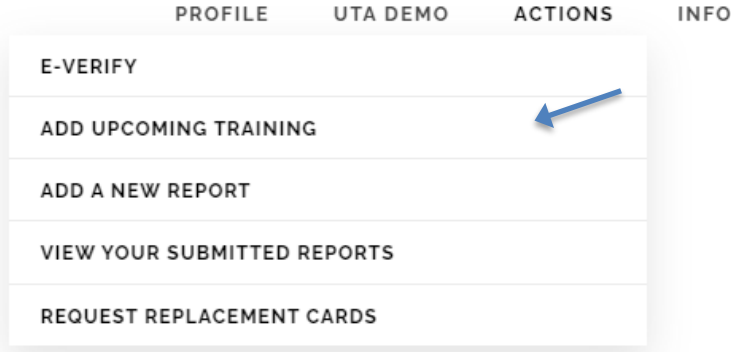 PROFILE UTA DEMO ACTIONS INFO
E-VERIFY
ADD UPCOMING TRAINING
ADD A NEW REPORT
VIEW YOUR SUBMITTED REPORTS
REQUEST REPLACEMENT CARDS